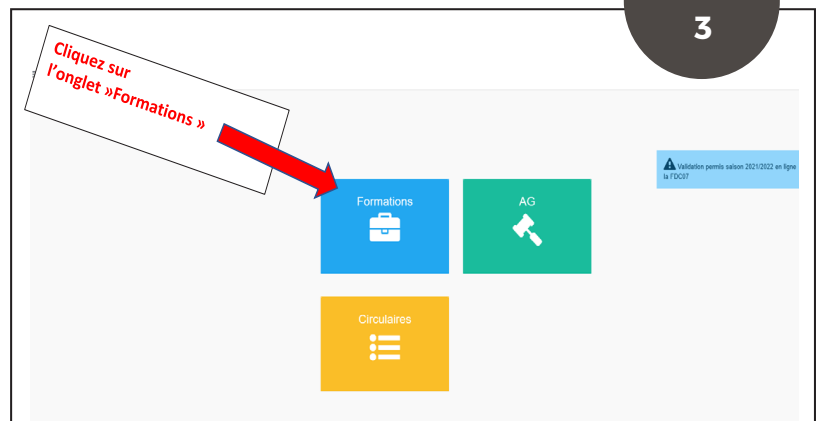 3
Cliquez sur
l'onglet »Formations »
Validation permis saison 2021/2022 en ligne
la FDC07
Formations
AG
Circulaires